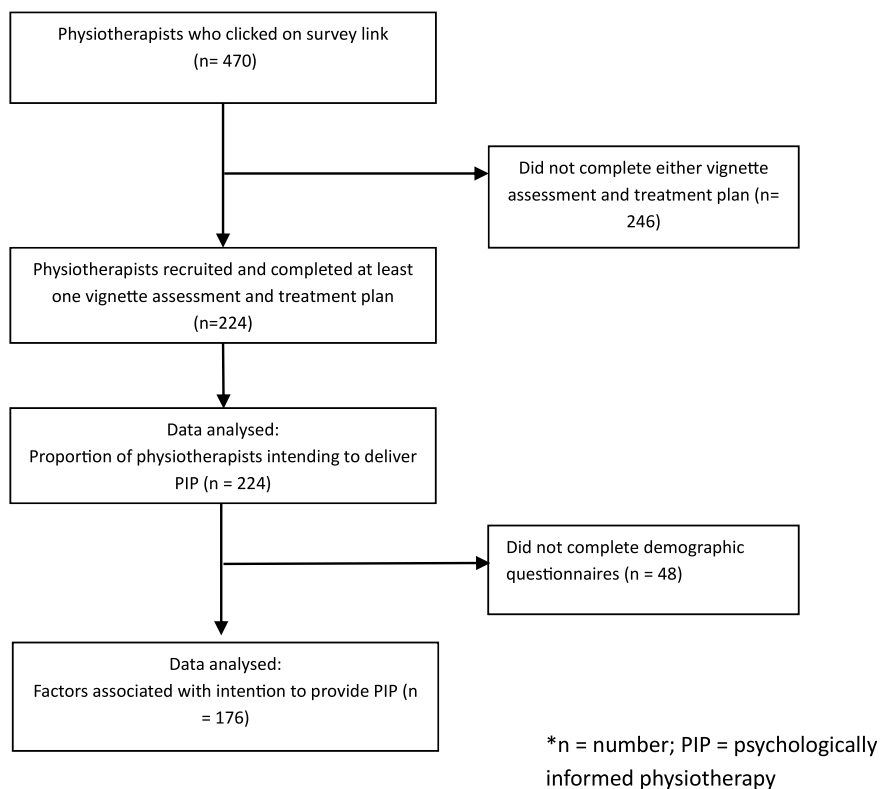 Physiotherapists who clicked on survey link
(n= 470)
Did not complete either vignette
assessment and treatment plan (n=
246)
Physiotherapists recruited and completed at least
one vignette assessment and treatment plan
(n=224)
Data analysed:
Proportion of physiotherapists intending to deliver
PIP (n = 224)
Did not complete demographic
questionnaires (n = 48)
Data analysed:
Factors associated with intention to provide PIP (n
= 176)
*n = number; PIP = psychologically
informed physiotherapy